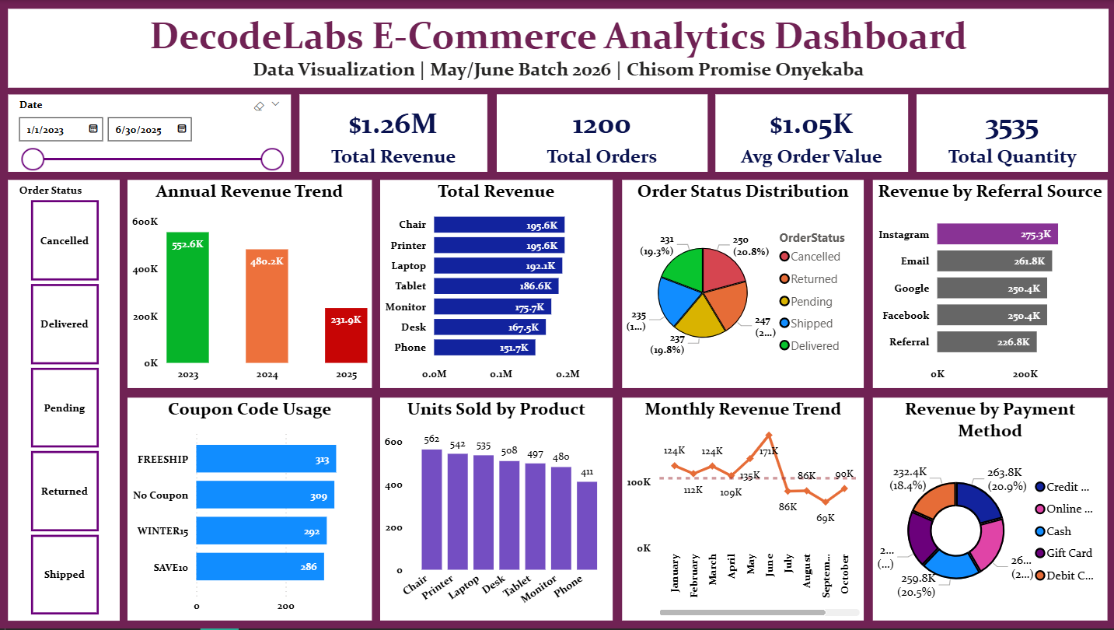 DecodeLabs E-Commerce Analytics Dashboard
Data Visualization | May/June Batch 2026 | Chisom Promise Onyekaba
Date
1/1/2023
6/30/2025
$1.26M
Total Revenue
1200
Total Orders
$1.05K
Avg Order Value
3535
Total Quantity
Order Status
Cancelled
Delivered
Pending
Returned
Shipped
Annual Revenue Trend
600K
400K
200K
0K
552.6K
480.2K
231.9K
2023
2024
2025
Total Revenue
Chair 195.6K
Printer 195.6K
Laptop 192.1K
Tablet 186.6K
Monitor 175.7K
Desk 167.5K
Phone 151.7K
0.0M
0.1M
0.2M
Order Status Distribution
231
(19.3%)
250
(20.8%)
235
(1...)
237
(19.8%)
247
(2...)
OrderStatus
Cancelled
Returned
Pending
Shipped
Delivered
Revenue by Referral Source
Instagram 275.3K
Email 261.8K
Google 250.4K
Facebook 250.4K
Referral 226.8K
0K
200K
Coupon Code Usage
FREESHIP 313
No Coupon 309
WINTER15 292
SAVE10 286
0
200
Units Sold by Product
600
400
200
0
562
542
535
508
497
480
411
Chair
Printer
Laptop
Desk
Tablet
Monitor
Phone
Monthly Revenue Trend
100K
0K
124K
112K
124K
109K
135K
171K
86K
86K
69K
90K
January
February
March
April
May
June
July
August
Septem...
October
Revenue by Payment
Method
232.4K
(18.4%)
263.8K
(20.9%)
2...
(...)
259.8K
(20.5%)
26...
(2...)
Credit ...
Online ...
Cash
Gift Card
Debit C...